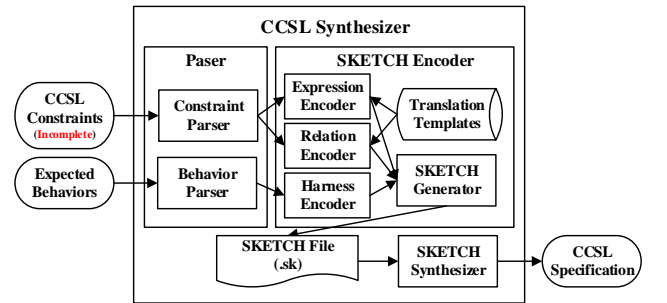 CCSL Synthesizer
Paser
SKETCH Encoder
CCSL
Constraints
(Incomplete)
Constraint
Parser
Expression
Encoder
Translation
Templates
Relation
Encoder
Expected
Behaviors
Behavior
Parser
Harness
Encoder
SKETCH
Generator
SKETCH File
(.sk)
SKETCH
Synthesizer
CCSL
Specification